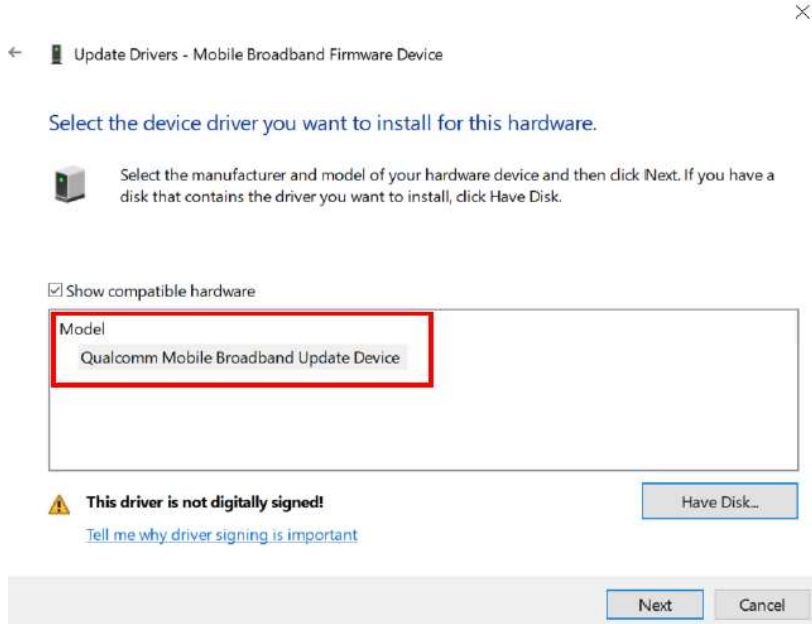 Update Drivers - Mobile Broadband Firmware Device
Select the device driver you want to install for this hardware.
Select the manufacturer and model of your hardware device and then click Next. If you have a
disk that contains the driver you want to install, click Have Disk.
Show compatible hardware
Model
Qualcomm Mobile Broadband Update Device
This driver is not digitally signed!
Have Disk...
Tell me why driver signing is important
Next
Cancel